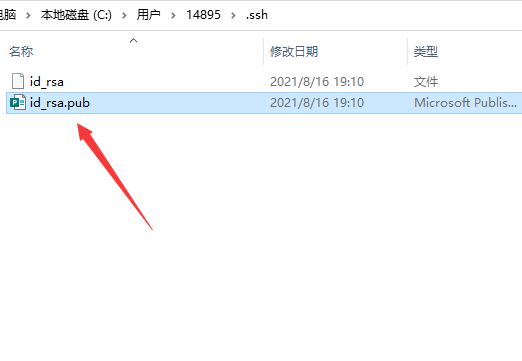 电脑 › 本地磁盘 (C:) › 用户 › 14895 › .ssh
名称 修改日期 类型
id_rsa 2021/8/16 19:10 文件
id_rsa.pub 2021/8/16 19:10 Microsoft Publis...